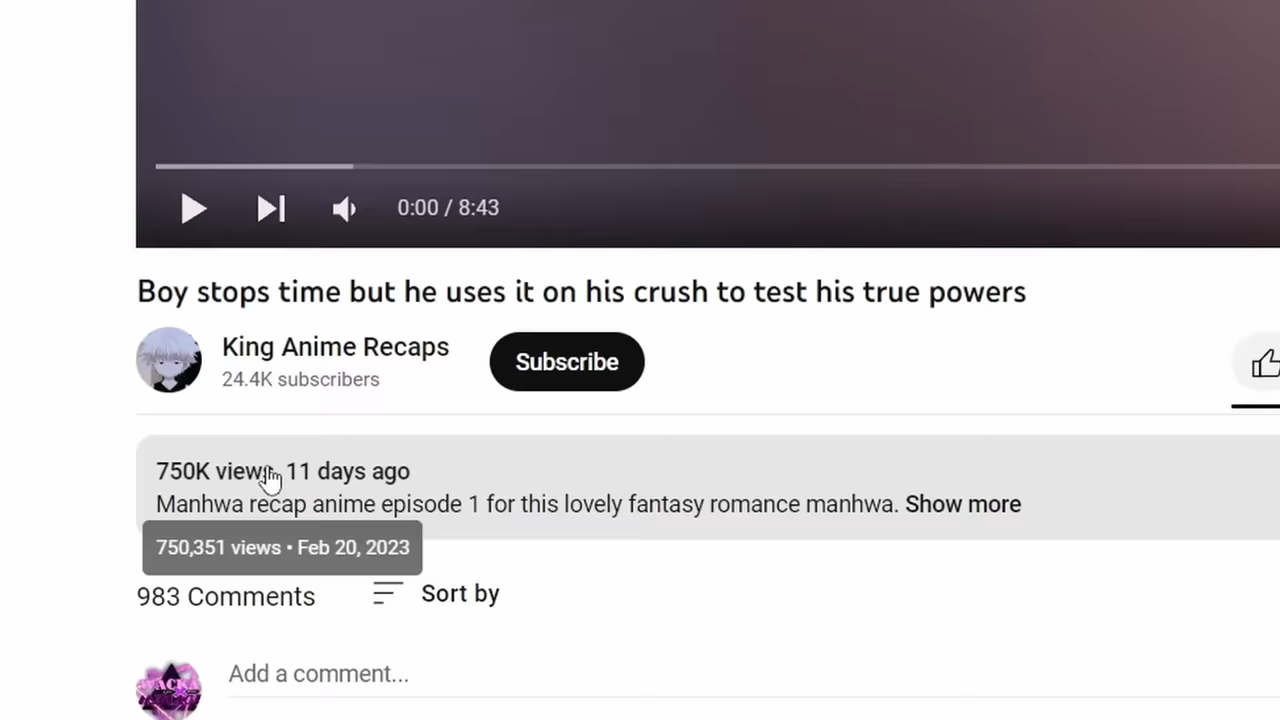 0:00 / 8:43
Boy stops time but he uses it on his crush to test his true powers
King Anime Recaps
24.4K subscribers
Subscribe
750K views 11 days ago
Manhwa recap anime episode 1 for this lovely fantasy romance manhwa. Show more
750,351 views • Feb 20, 2023
983 Comments
Sort by
Add a comment...
WACKA